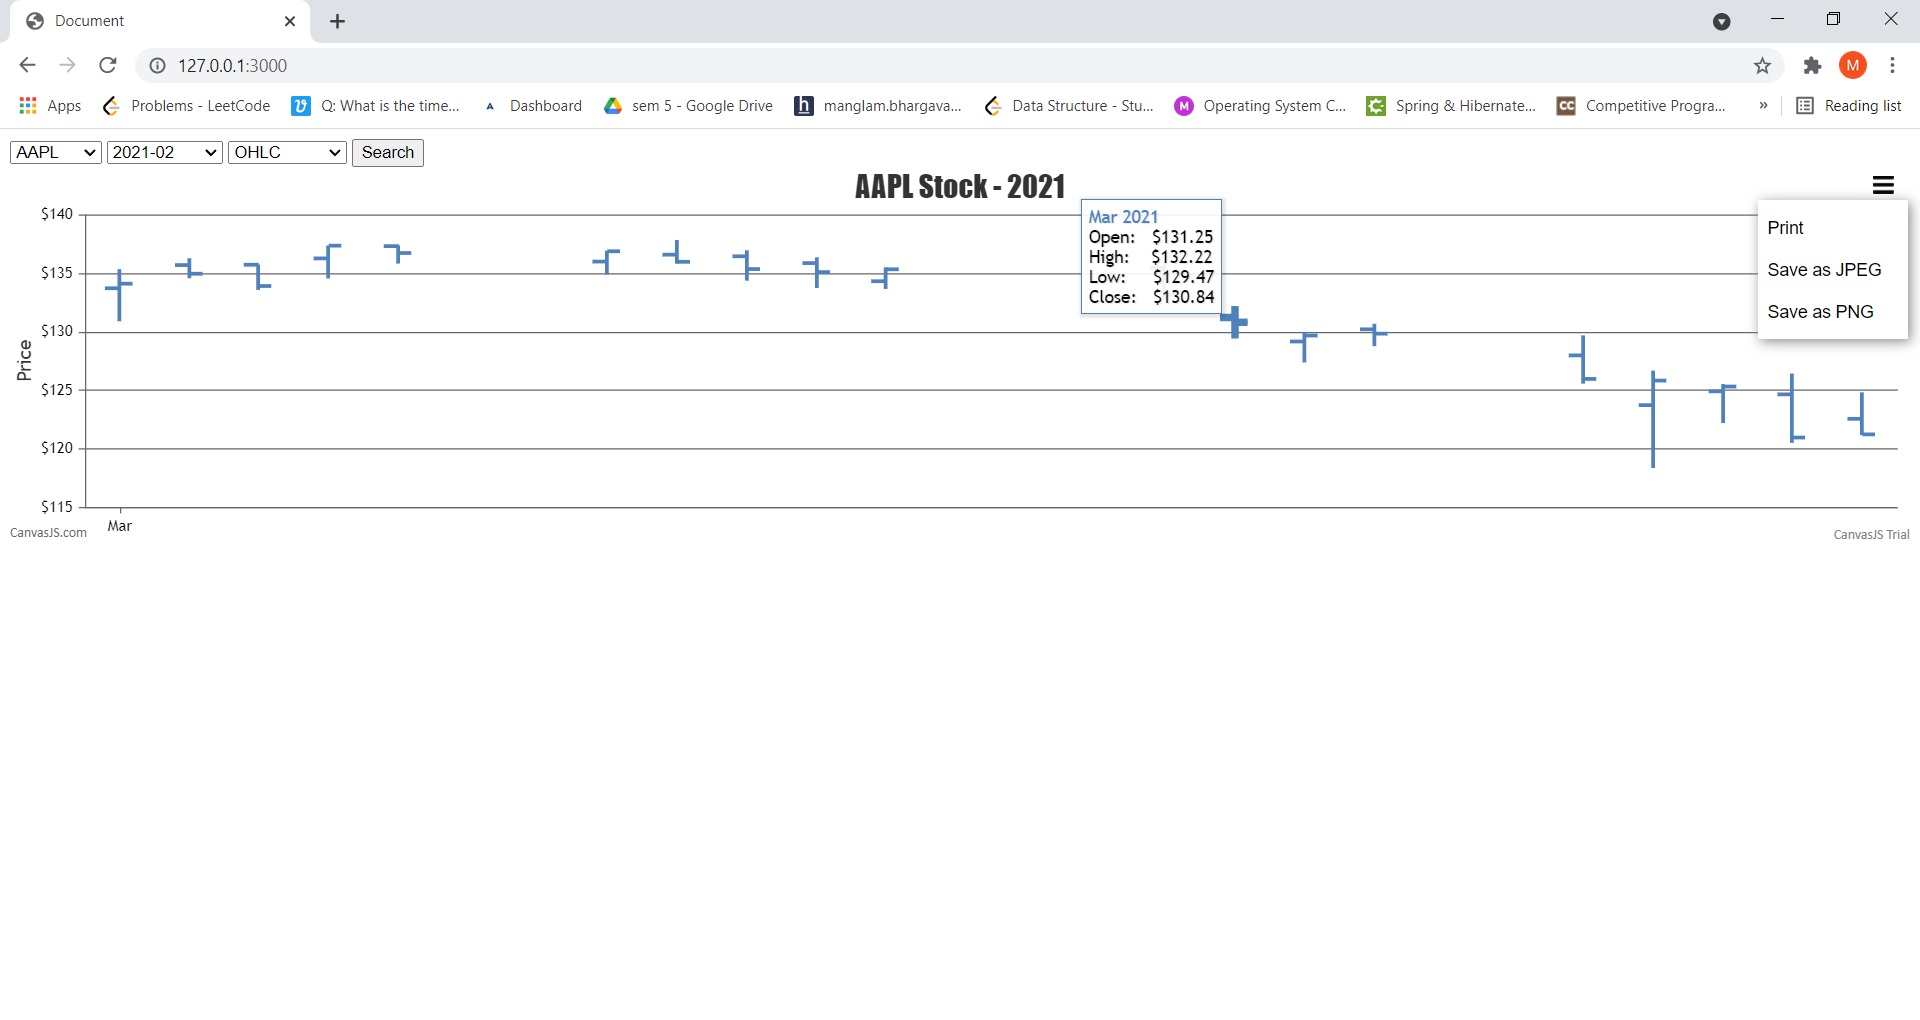 Document
127.0.0.1:3000
Apps Problems - LeetCode Q: What is the time... Dashboard sem 5 - Google Drive h manglam.bhargava... Data Structure - Stu... M Operating System C... Spring & Hibernate... CC Competitive Progra... » Reading list
M
AAPL 2021-02 OHLC Search
AAPL Stock - 2021
Price
$140
$135
$130
$125
$120
$115
Mar
Mar 2021
Open: $131.25
High: $132.22
Low: $129.47
Close: $130.84
Print
Save as JPEG
Save as PNG
CanvasJS.com
CanvasJS Trial